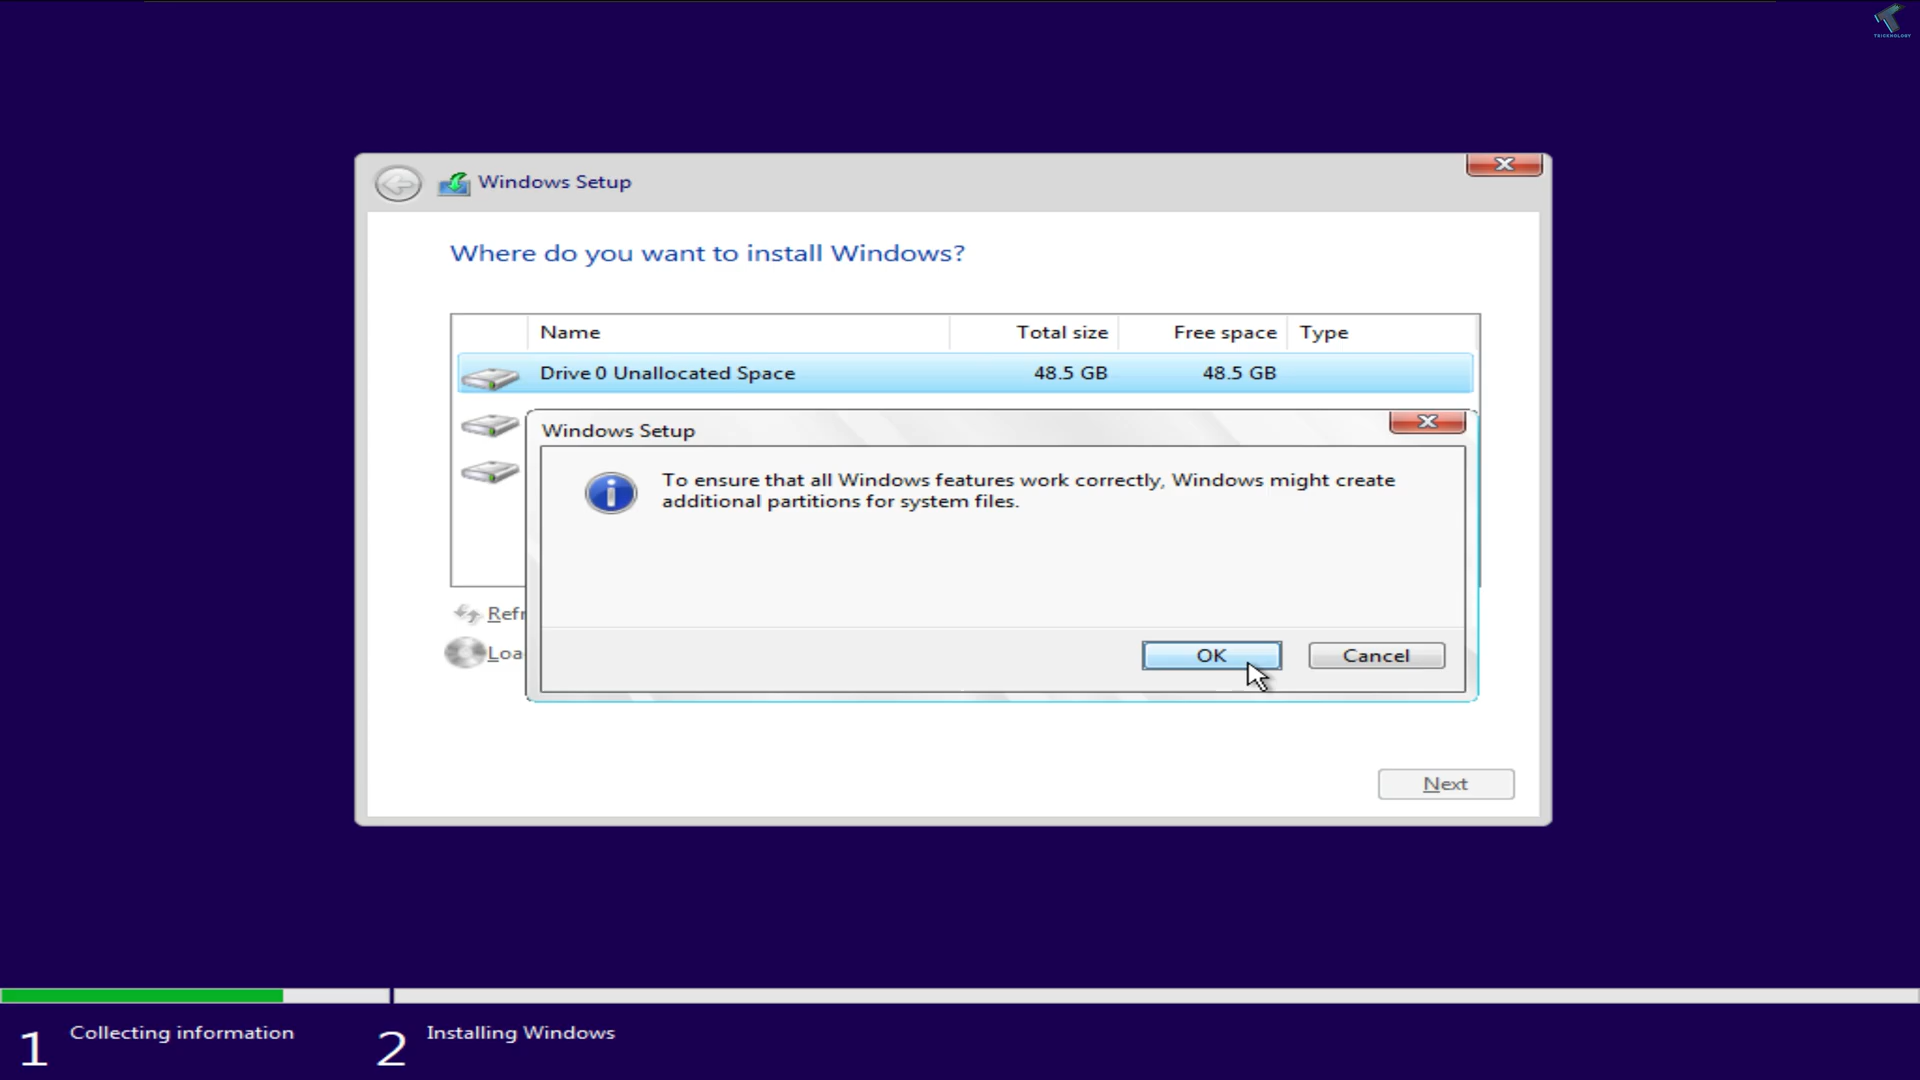 TRICKNOLOGY
Windows Setup
Where do you want to install Windows?
Name Total size Free space Type
Drive 0 Unallocated Space 48.5 GB 48.5 GB
Windows Setup
To ensure that all Windows features work correctly, Windows might create
additional partitions for system files.
Refr
Loa
OK Cancel
Next
1 Collecting information 2 Installing Windows